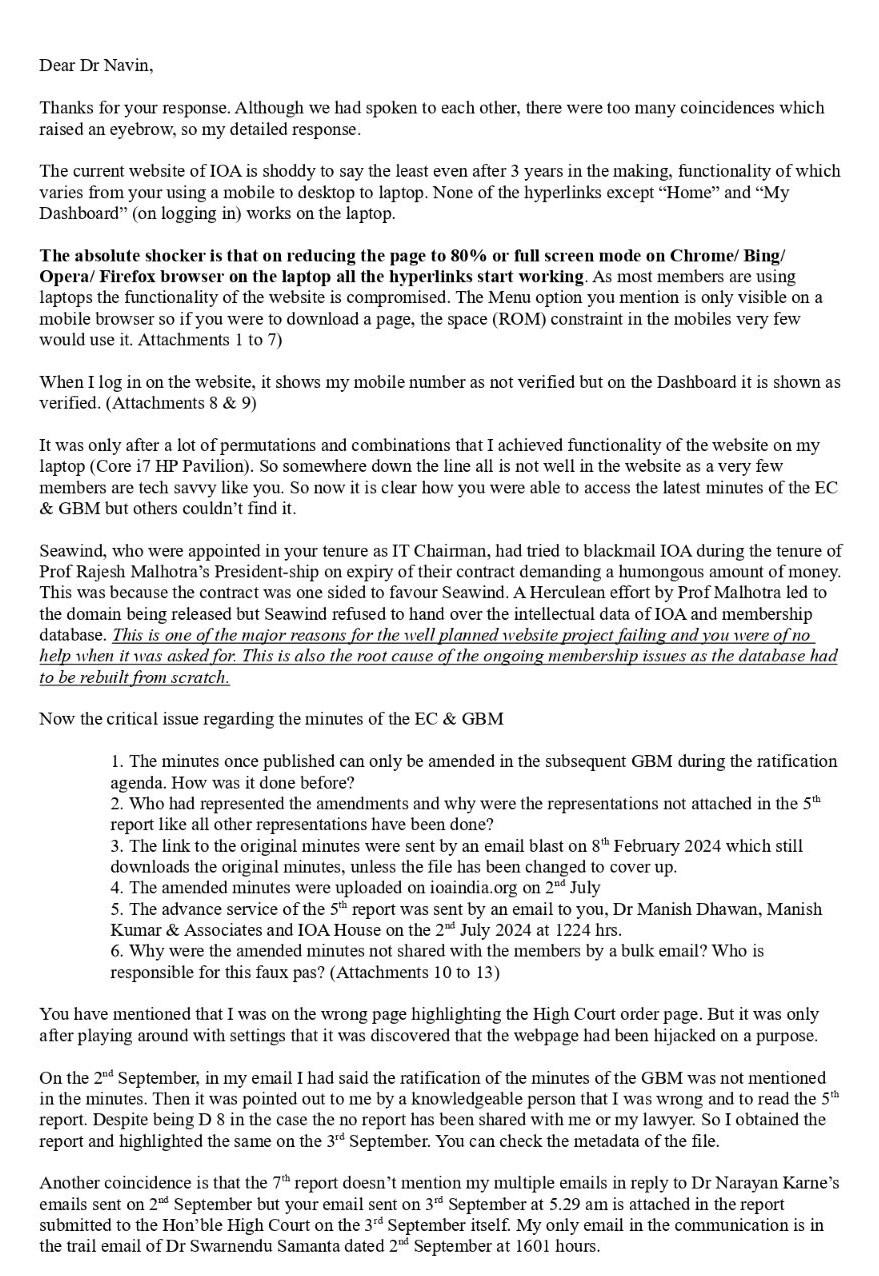 Dear Dr Navin,
Thanks for your response. Although we had spoken to each other, there were too many coincidences which
raised an eyebrow, so my detailed response.
The current website of IOA is shoddy to say the least even after 3 years in the making, functionality of which
varies from your using a mobile to desktop to laptop. None of the hyperlinks except “Home” and “My
Dashboard” (on logging in) works on the laptop.
The absolute shocker is that on reducing the page to 80% or full screen mode on Chrome/ Bing/
Opera/ Firefox browser on the laptop all the hyperlinks start working. As most members are using
laptops the functionality of the website is compromised. The Menu option you mention is only visible on a
mobile browser so if you were to download a page, the space (ROM) constraint in the mobiles very few
would use it. Attachments 1 to 7)
When I log in on the website, it shows my mobile number as not verified but on the Dashboard it is shown as
verified. (Attachments 8 & 9)
It was only after a lot of permutations and combinations that I achieved functionality of the website on my
laptop (Core i7 HP Pavilion). So somewhere down the line all is not well in the website as a very few
members are tech savvy like you. So now it is clear how you were able to access the latest minutes of the EC
& GBM but others couldn’t find it.
Seawind, who were appointed in your tenure as IT Chairman, had tried to blackmail IOA during the tenure of
Prof Rajesh Malhotra’s President-ship on expiry of their contract demanding a humongous amount of money.
This was because the contract was one sided to favour Seawind. A Herculean effort by Prof Malhotra led to
the domain being released but Seawind refused to hand over the intellectual data of IOA and membership
database. This is one of the major reasons for the well planned website project failing and you were of no
help when it was asked for. This is also the root cause of the ongoing membership issues as the database had
to be rebuilt from scratch.
Now the critical issue regarding the minutes of the EC & GBM
1. The minutes once published can only be amended in the subsequent GBM during the ratification
agenda. How was it done before?
2. Who had represented the amendments and why were the representations not attached in the 5th
report like all other representations have been done?
3. The link to the original minutes were sent by an email blast on 8th February 2024 which still
downloads the original minutes, unless the file has been changed to cover up.
4. The amended minutes were uploaded on ioaindia.org on 2nd July
5. The advance service of the 5th report was sent by an email to you, Dr Manish Dhawan, Manish
Kumar & Associates and IOA House on the 2nd July 2024 at 1224 hrs.
6. Why were the amended minutes not shared with the members by a bulk email? Who is
responsible for this faux pas? (Attachments 10 to 13)
You have mentioned that I was on the wrong page highlighting the High Court order page. But it was only
after playing around with settings that it was discovered that the webpage had been hijacked on a purpose.
On the 2nd September, in my email I had said the ratification of the minutes of the GBM was not mentioned
in the minutes. Then it was pointed out to me by a knowledgeable person that I was wrong and to read the 5th
report. Despite being D 8 in the case the no report has been shared with me or my lawyer. So I obtained the
report and highlighted the same on the 3rd September. You can check the metadata of the file.
Another coincidence is that the 7th report doesn’t mention my multiple emails in reply to Dr Narayan Karne’s
emails sent on 2nd September but your email sent on 3rd September at 5.29 am is attached in the report
submitted to the Hon’ble High Court on the 3rd September itself. My only email in the communication is in
the trail email of Dr Swarnendu Samanta dated 2nd September at 1601 hours.